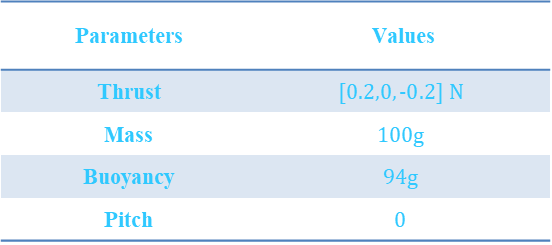 Parameters Values
Thrust [0.2,0,-0.2] N
Mass 100g
Buoyancy 94g
Pitch 0